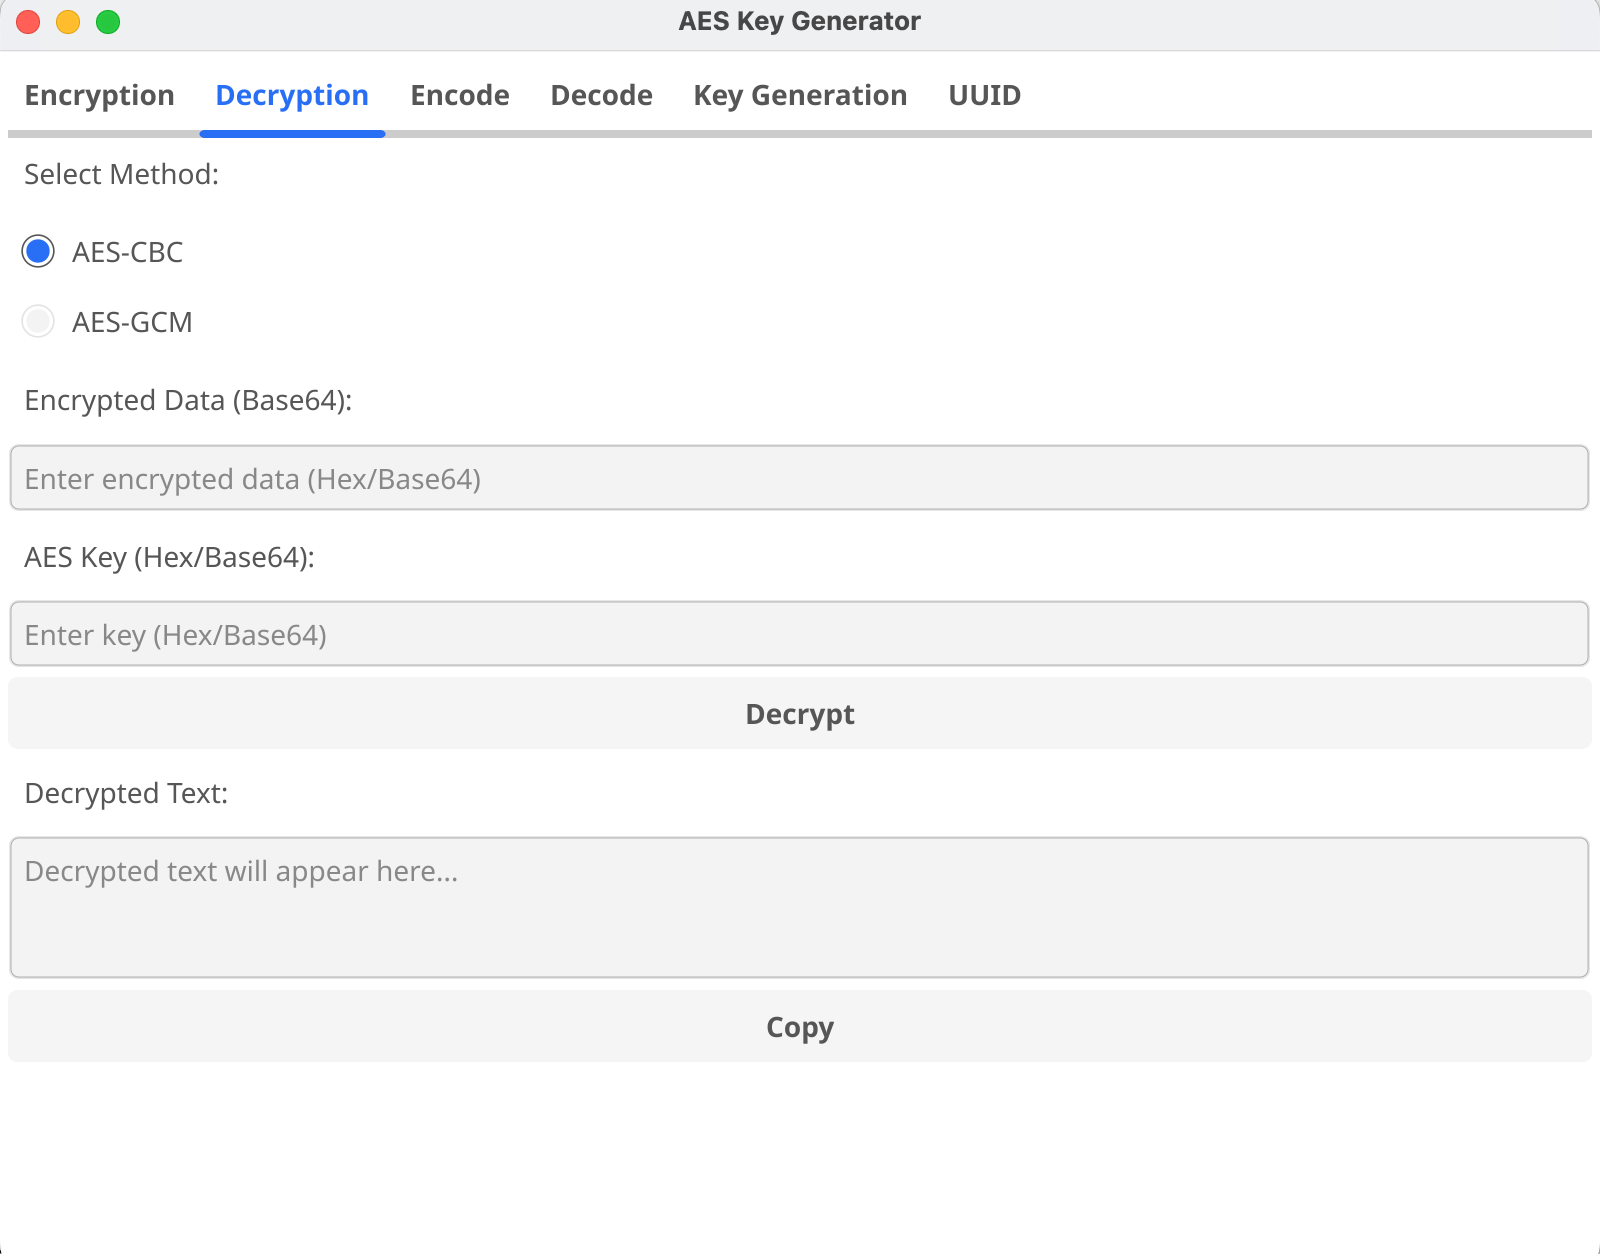 AES Key Generator
Encryption Decryption Encode Decode Key Generation UUID
Select Method:
AES-CBC
AES-GCM
Encrypted Data (Base64):
Enter encrypted data (Hex/Base64)
AES Key (Hex/Base64):
Enter key (Hex/Base64)
Decrypt
Decrypted Text:
Decrypted text will appear here...
Copy